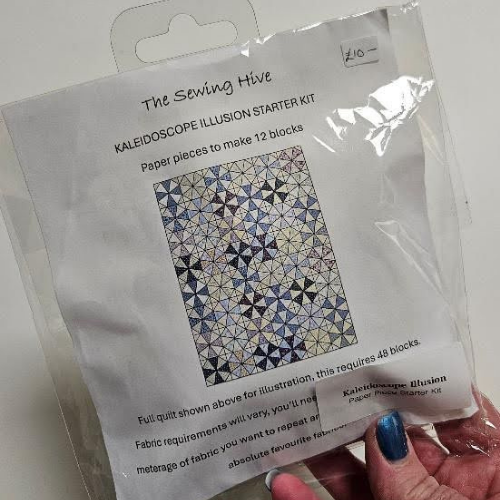 £10-
The Sewing Hive
KALEIDOSCOPE ILLUSION STARTER KIT
Paper pieces to make 12 blocks
Full quilt shown above for illustretion, this requires 48 blocks.
Fabric requirements will vary, you'll
meterage of fabric you want to repeat
absolute favourite
Kaleidoscope Illusion
Paper Piece Starter Kit